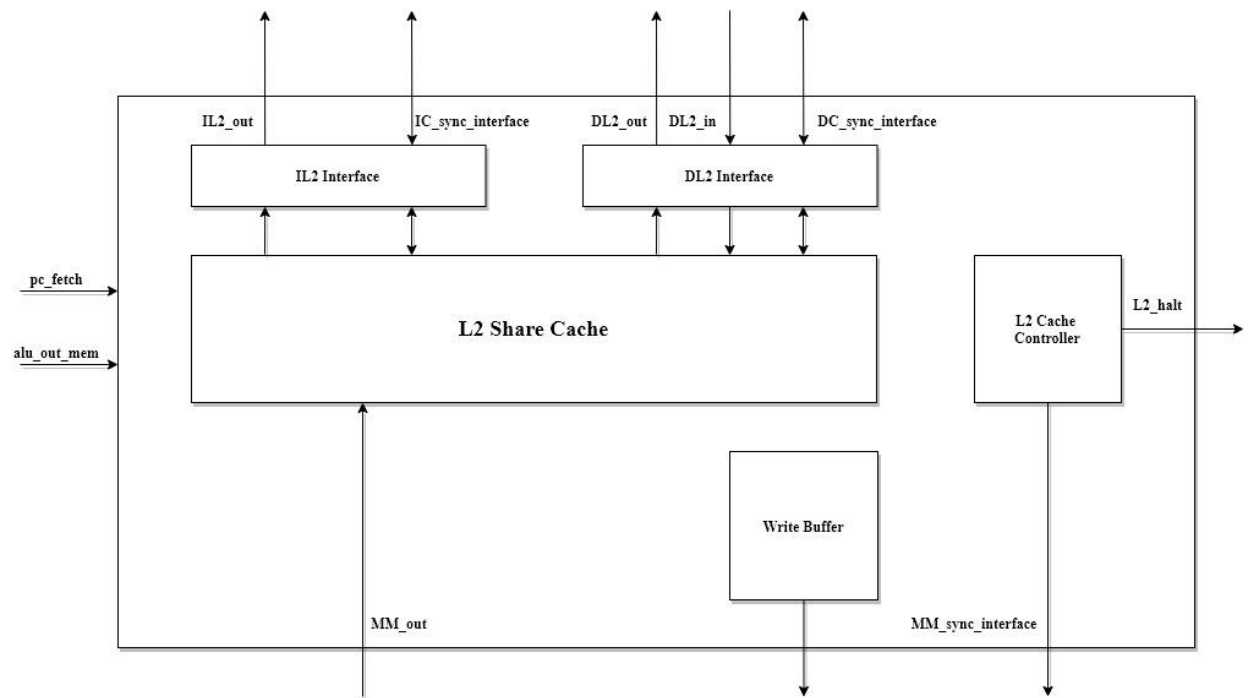 IL2_out
IC_sync_interface
DL2_out
DL2_in
DC_sync_interface
IL2 Interface
DL2 Interface
pc_fetch
alu_out_mem
L2 Share Cache
L2 Cache
Controller
L2_halt
Write Buffer
MM_out
MM_sync_interface